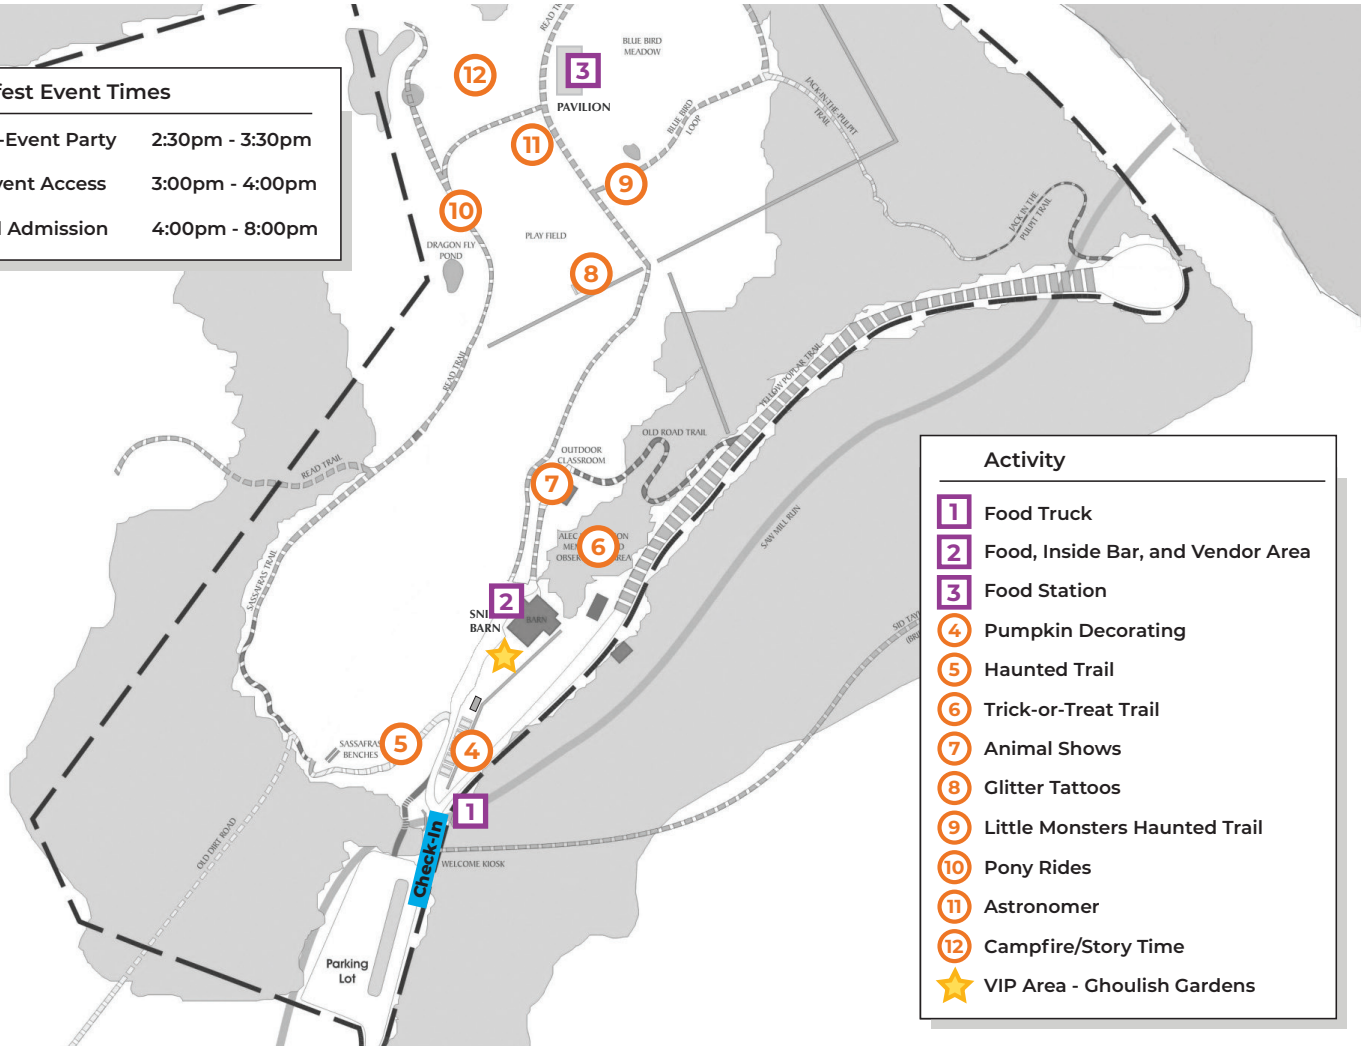 fest Event Times
-Event Party 2:30pm - 3:30pm
vent Access 3:00pm - 4:00pm
l Admission 4:00pm - 8:00pm
READ TR
BLUE BIRD
MEADOW
12
3
PAVILION
BLUE BIRD
LOOP
JACK-IN-THE-PULPIT
TRAIL
11
9
10
JACK IN THE
PULPIT TRAIL
PLAY FIELD
DRAGON FLY
POND
8
READ TRAIL
YELLOW POPLAR TRAIL
OLD ROAD TRAIL
OUTDOOR
CLASSROOM
READ TRAIL
7
SAW MILL RUN
6
SASSAFRAS TRAIL
2
BARN
BARN
SID TAY
5
SASSAFRAS
BENCHES
4
1
OLD DIRT ROAD
Check-In
WELCOME KIOSK
Parking
Lot
Activity
1 Food Truck
2 Food, Inside Bar, and Vendor Area
3 Food Station
4 Pumpkin Decorating
5 Haunted Trail
6 Trick-or-Treat Trail
7 Animal Shows
8 Glitter Tattoos
9 Little Monsters Haunted Trail
10 Pony Rides
11 Astronomer
12 Campfire/Story Time
VIP Area - Ghoulish Gardens